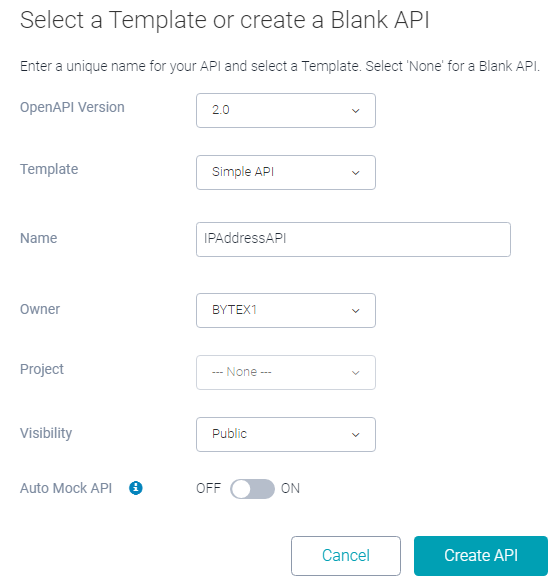 Select a Template or create a Blank API
Enter a unique name for your API and select a Template. Select 'None' for a Blank API.
OpenAPI Version 2.0
Template Simple API
Name IPAddressAPI
Owner BYTEX1
Project --- None ---
Visibility Public
Auto Mock API i OFF ON
Cancel Create API